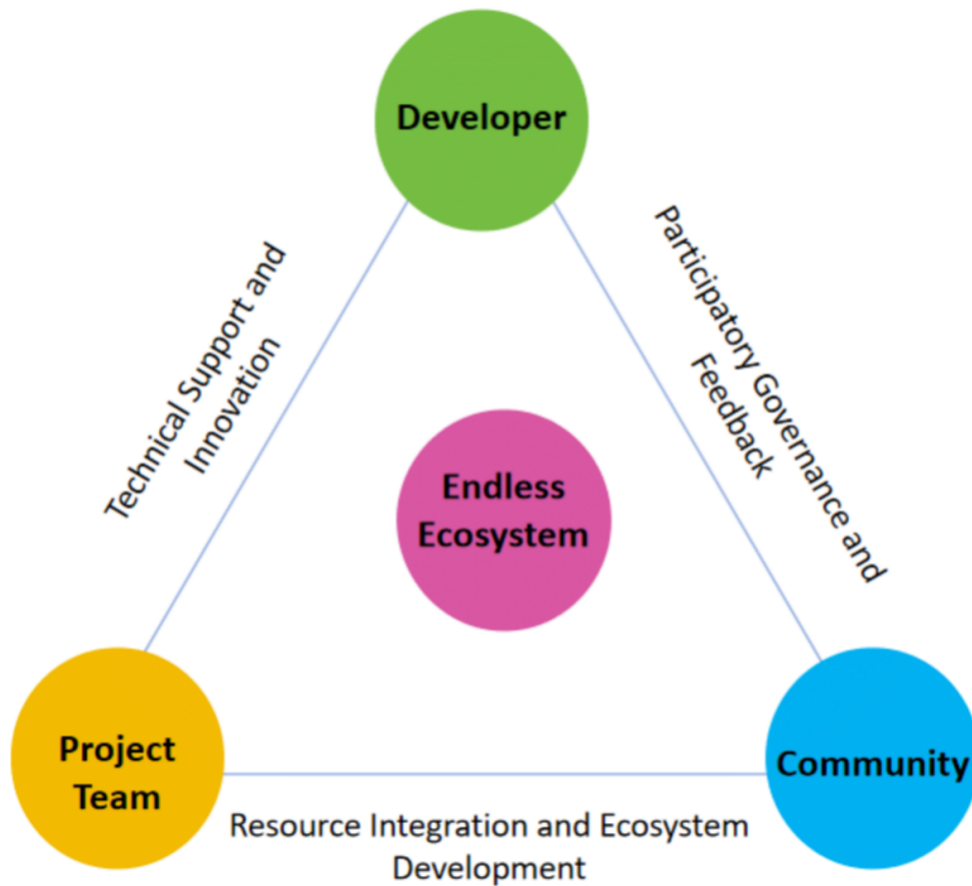 Developer
Technical Support and
Innovation
Participatory Governance and
Feedback
Endless
Ecosystem
Project
Team
Community
Resource Integration and Ecosystem
Development